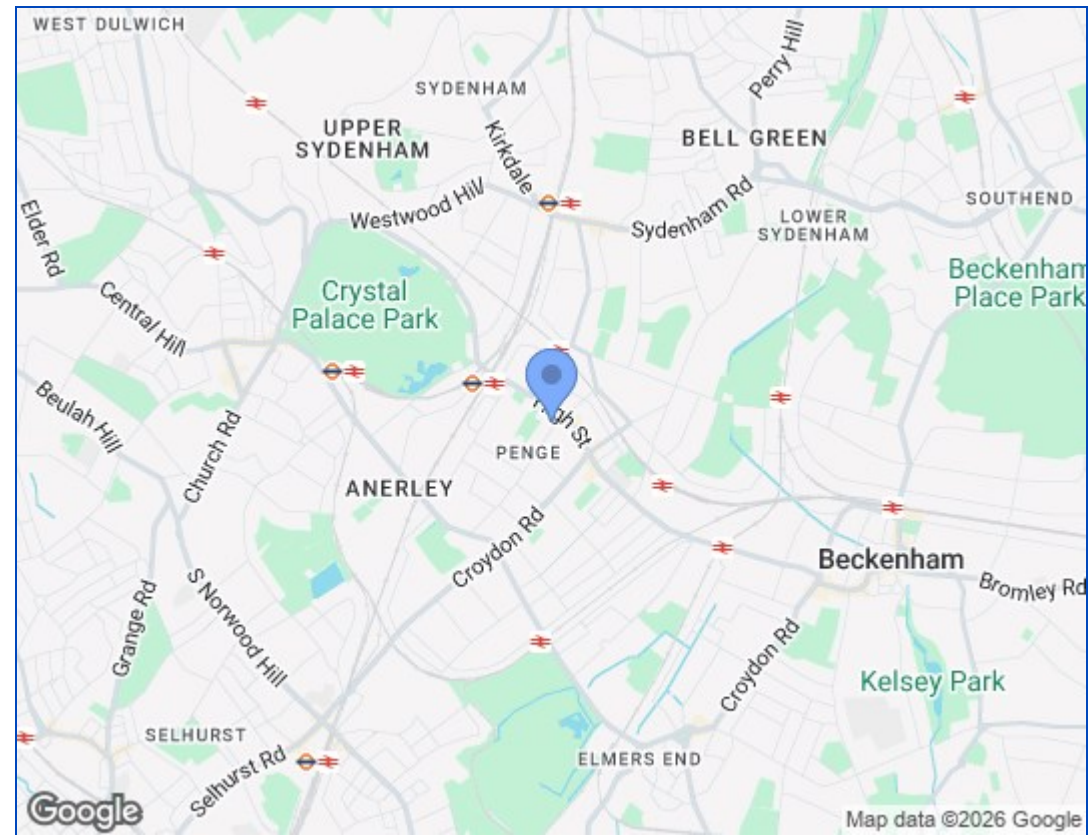 WEST DULWICH
SYDENHAM
Perry Hill
UPPER
SYDENHAM
Kirkdale
BELL GREEN
Westwood Hill
Sydenham Rd
SOUTHEND
LOWER
SYDENHAM
Elder Rd
Beckenham
Place Park
Crystal
Palace Park
Central Hill
Beulah Hill
High St
Church Rd
PENGE
ANERLEY
Croydon Rd
Beckenham
Bromley Rd
Grange Rd
S Norwood Hill
Croydon Rd
Kelsey Park
SELHURST
Selhurst Rd
ELMERS END
Google
Map data ©2026 Google